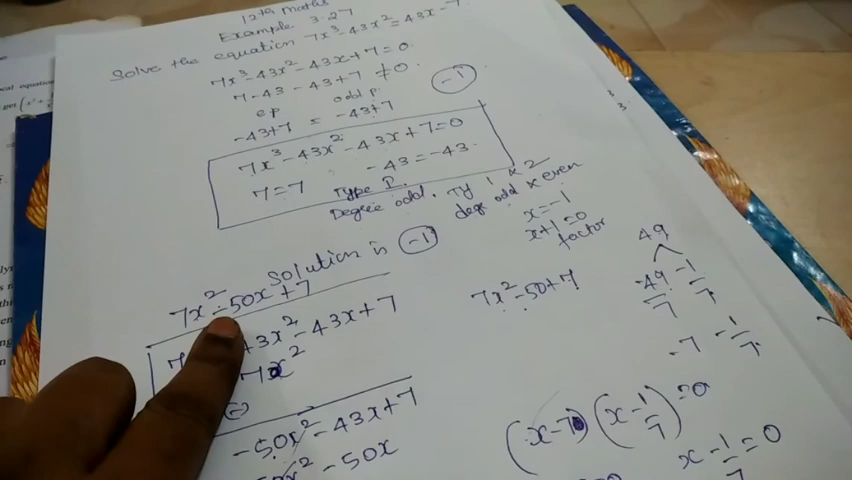 12th Maths
Example 3.27
Solve the equation 7x³-43x²=43x-7
7x³-43x²-43x+7=0
7-43-43+7≠0
e p odd p.
-43+7 = -43+7
-1
7x³-43x²-43x+7=0
7=7 -43=-43.
Type I.
Degree odd. Ty 1 & 2
deg. odd x even
x=-1
x+1=0
factor
Solution is -1
7x²-50x+7
43x²-43x+7
7x²
(-)
-50x²-43x+7
x²-50x
7x²-50+7
49
-49 -1
7 7
-7 -1
7
(x-7)(x-1/7)=0
x-1/7=0